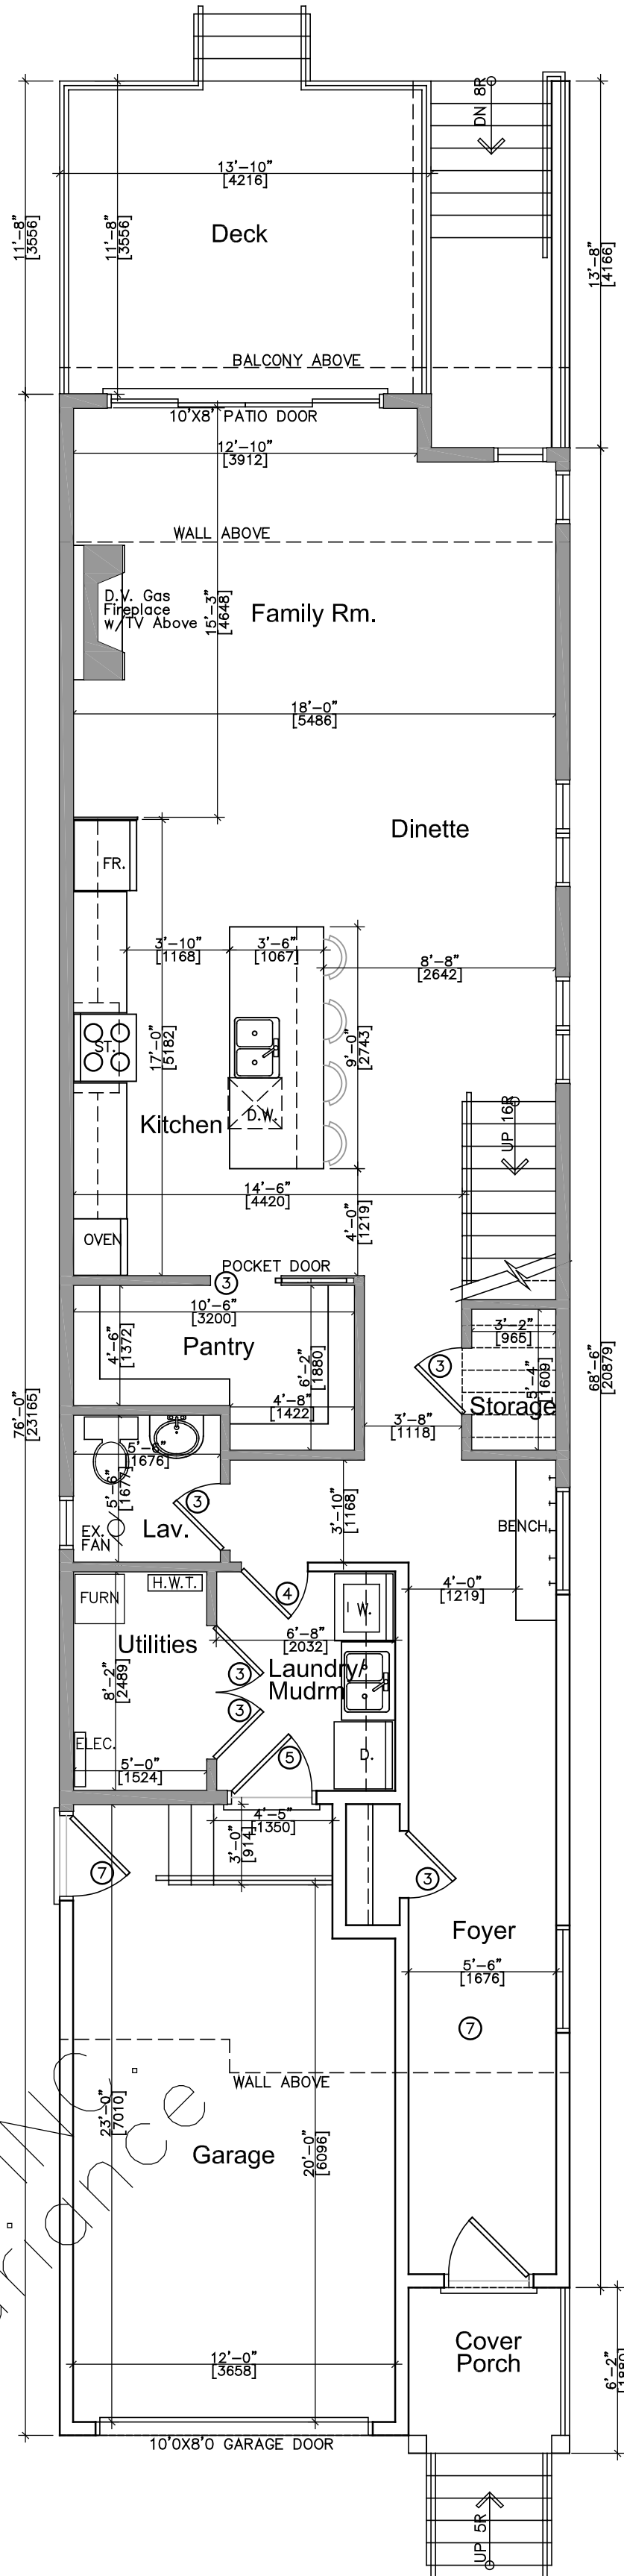 DN 8R
13'-10"
[4216]
11'-8"
[3556]
11'-8"
[3556]
Deck
13'-8"
[4166]
BALCONY ABOVE
10'X8' PATIO DOOR
12'-10"
[3912]
WALL ABOVE
D.V. Gas
Fireplace
w/TV Above
15'-3"
[4648]
Family Rm.
18'-0"
[5486]
Dinette
FR.
3'-10"
[1168]
3'-6"
[1067]
8'-8"
[2642]
ST.
17'-0"
[5182]
9'-0"
[2743]
Kitchen
D.W.
UP 16R
14'-6"
[4420]
4'-0"
[1219]
OVEN
POCKET DOOR
3
10'-6"
[3200]
4'-6"
[1372]
Pantry
6'-2"
[1880]
3'-2"
[965]
3
5'-4"
[1609]
68'-6"
[20879]
4'-8"
[1422]
Storage
3'-8"
[1118]
76'-0"
[23165]
5'-6"
[1676]
5'-6"
[1677]
3
EX.
FAN
Lav.
3'-10"
[1168]
BENCH
FURN
H.W.T.
4
W.
4'-0"
[1219]
6'-8"
[2032]
Utilities
8'-2"
[2489]
3
Laundry/
Mudrm
3
ELEC.
5
D.
5'-0"
[1524]
4'-5"
[1350]
3'-0"
[914]
7
3
Foyer
5'-6"
[1676]
7
WALL ABOVE
23'-0"
[7010]
Garage
20'-0"
[6096]
12'-0"
[3658]
Cover
Porch
6'-2"
[1880]
10'0X8'0 GARAGE DOOR
UP 5R